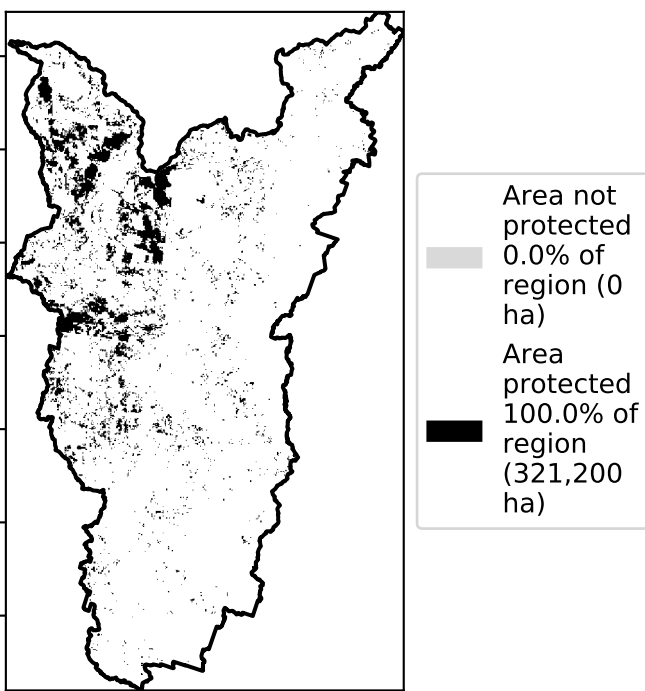 Area not
protected
0.0% of
region (0
ha)
Area
protected
100.0% of
region
(321,200
ha)